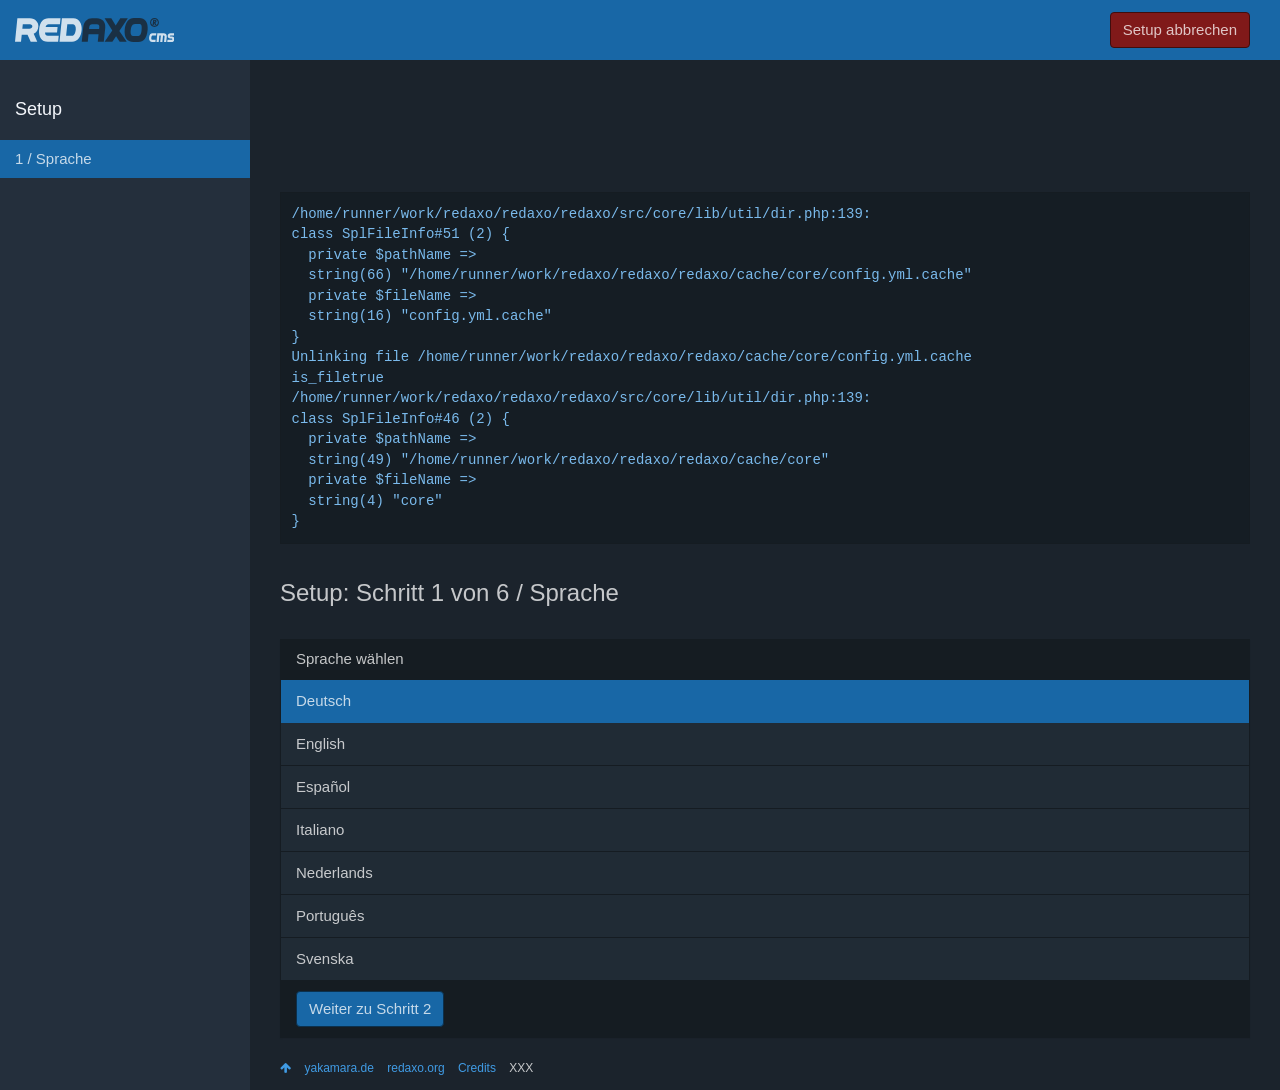 REDAXO® cms
Setup abbrechen
Setup
1 / Sprache
/home/runner/work/redaxo/redaxo/redaxo/src/core/lib/util/dir.php:139:
class SplFileInfo#51 (2) {
  private $pathName =>
  string(66) "/home/runner/work/redaxo/redaxo/redaxo/cache/core/config.yml.cache"
  private $fileName =>
  string(16) "config.yml.cache"
}
Unlinking file /home/runner/work/redaxo/redaxo/redaxo/cache/core/config.yml.cache
is_filetrue
/home/runner/work/redaxo/redaxo/redaxo/src/core/lib/util/dir.php:139:
class SplFileInfo#46 (2) {
  private $pathName =>
  string(49) "/home/runner/work/redaxo/redaxo/redaxo/cache/core"
  private $fileName =>
  string(4) "core"
}
Setup: Schritt 1 von 6 / Sprache
Sprache wählen
Deutsch
English
Español
Italiano
Nederlands
Português
Svenska
Weiter zu Schritt 2
yakamara.de redaxo.org Credits XXX